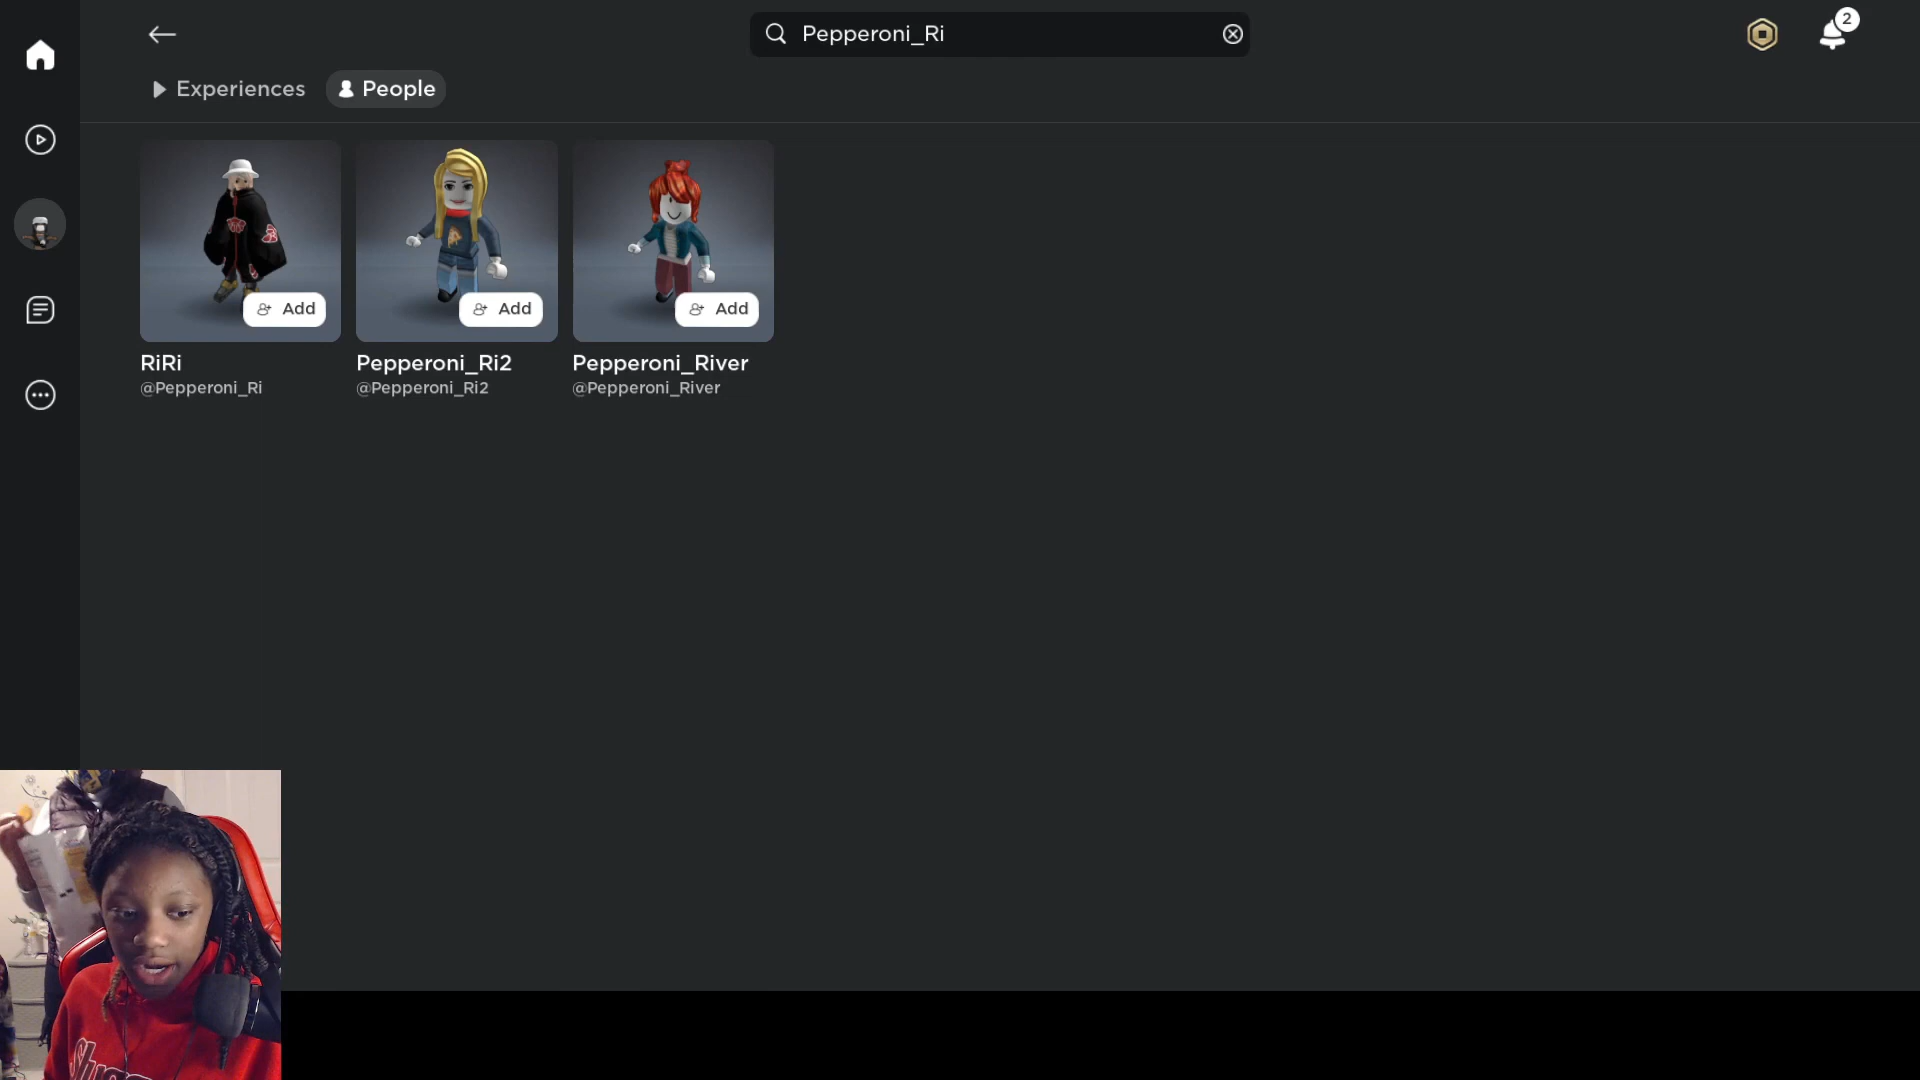 Pepperoni_Ri
2
Experiences
People
Add
Add
Add
RiRi
Pepperoni_Ri2
Pepperoni_River
@Pepperoni_Ri
@Pepperoni_Ri2
@Pepperoni_River